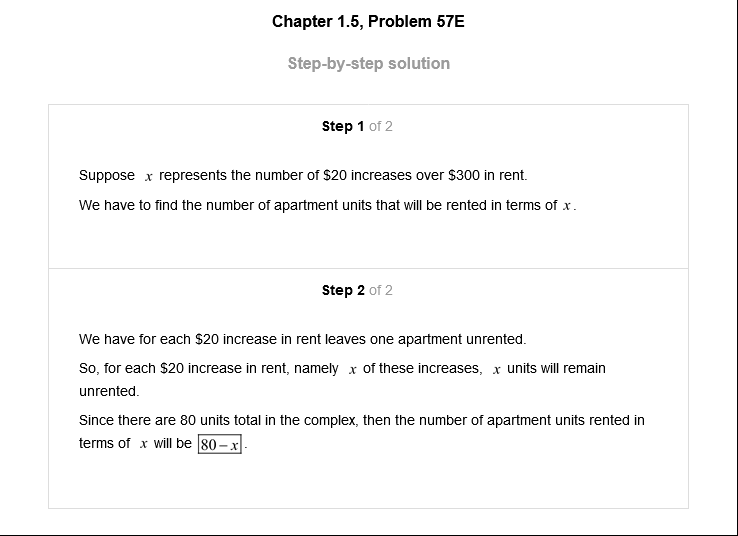 Chapter 1.5, Problem 57E
Step-by-step solution
Step 1 of 2
Suppose x represents the number of $20 increases over $300 in rent.
We have to find the number of apartment units that will be rented in terms of x.
Step 2 of 2
We have for each $20 increase in rent leaves one apartment unrented.
So, for each $20 increase in rent, namely x of these increases, x units will remain
unrented.
Since there are 80 units total in the complex, then the number of apartment units rented in
terms of x will be 80−x.